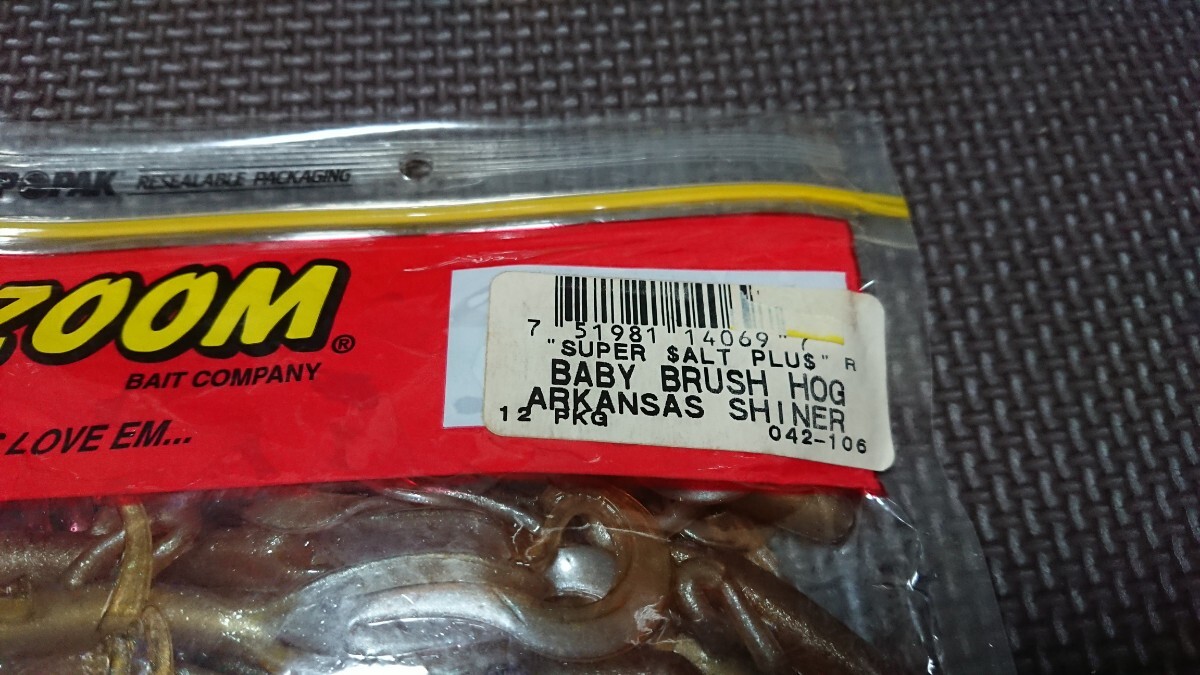 RESEALABLE PACKAGING
ZOOM®
BAIT COMPANY
LOVE EM...
7 51981 14069 7
"SUPER $ALT PLU$" R
BABY BRUSH HOG
ARKANSAS SHINER
12 PKG
042-106